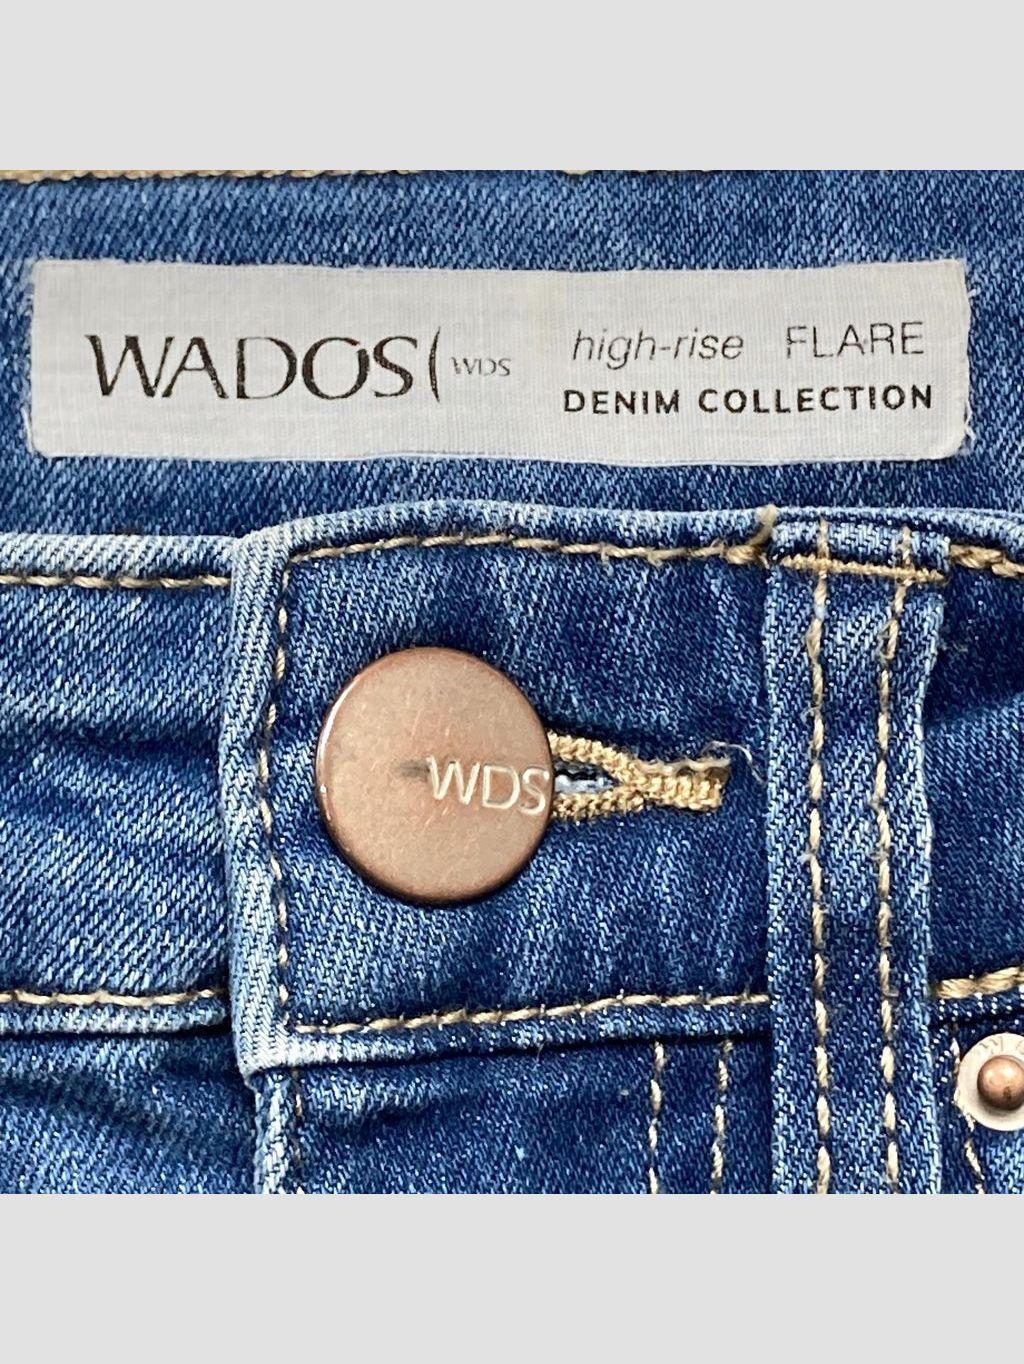 WADOS( WDS
high-rise FLARE
DENIM COLLECTION
WDS